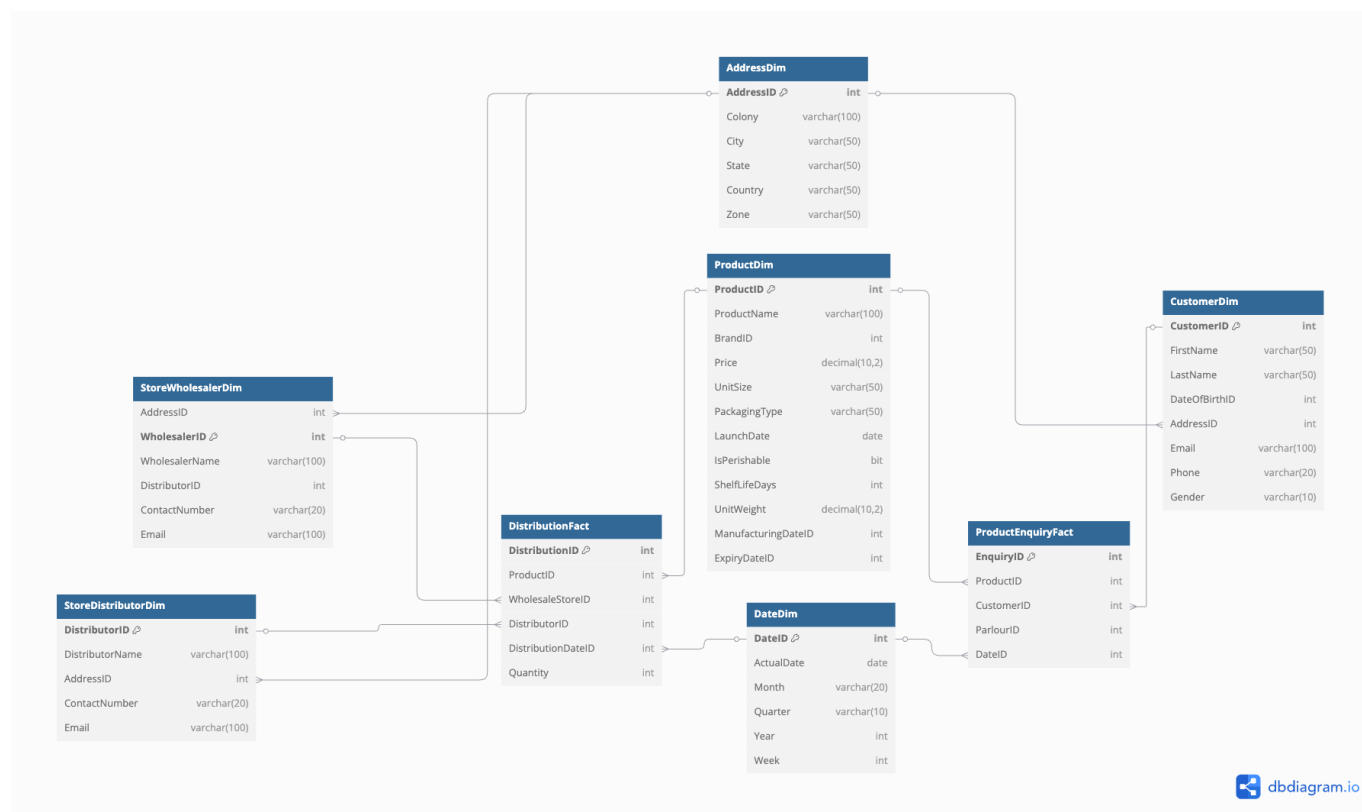 AddressDim
AddressID int
Colony varchar(100)
City varchar(50)
State varchar(50)
Country varchar(50)
Zone varchar(50)
ProductDim
ProductID int
ProductName varchar(100)
BrandID int
Price decimal(10,2)
UnitSize varchar(50)
PackagingType varchar(50)
LaunchDate date
IsPerishable bit
ShelfLifeDays int
UnitWeight decimal(10,2)
ManufacturingDateID int
ExpiryDateID int
CustomerDim
CustomerID int
FirstName varchar(50)
LastName varchar(50)
DateOfBirthID int
AddressID int
Email varchar(100)
Phone varchar(20)
Gender varchar(10)
StoreWholesalerDim
AddressID int
WholesalerID int
WholesalerName varchar(100)
DistributorID int
ContactNumber varchar(20)
Email varchar(100)
DistributionFact
DistributionID int
ProductID int
WholesaleStoreID int
DistributorID int
DistributionDateID int
Quantity int
ProductEnquiryFact
EnquiryID int
ProductID int
CustomerID int
ParlourID int
DateID int
StoreDistributorDim
DistributorID int
DistributorName varchar(100)
AddressID int
ContactNumber varchar(20)
Email varchar(100)
DateDim
DateID int
ActualDate date
Month varchar(20)
Quarter varchar(10)
Year int
Week int
dbdiagram.io